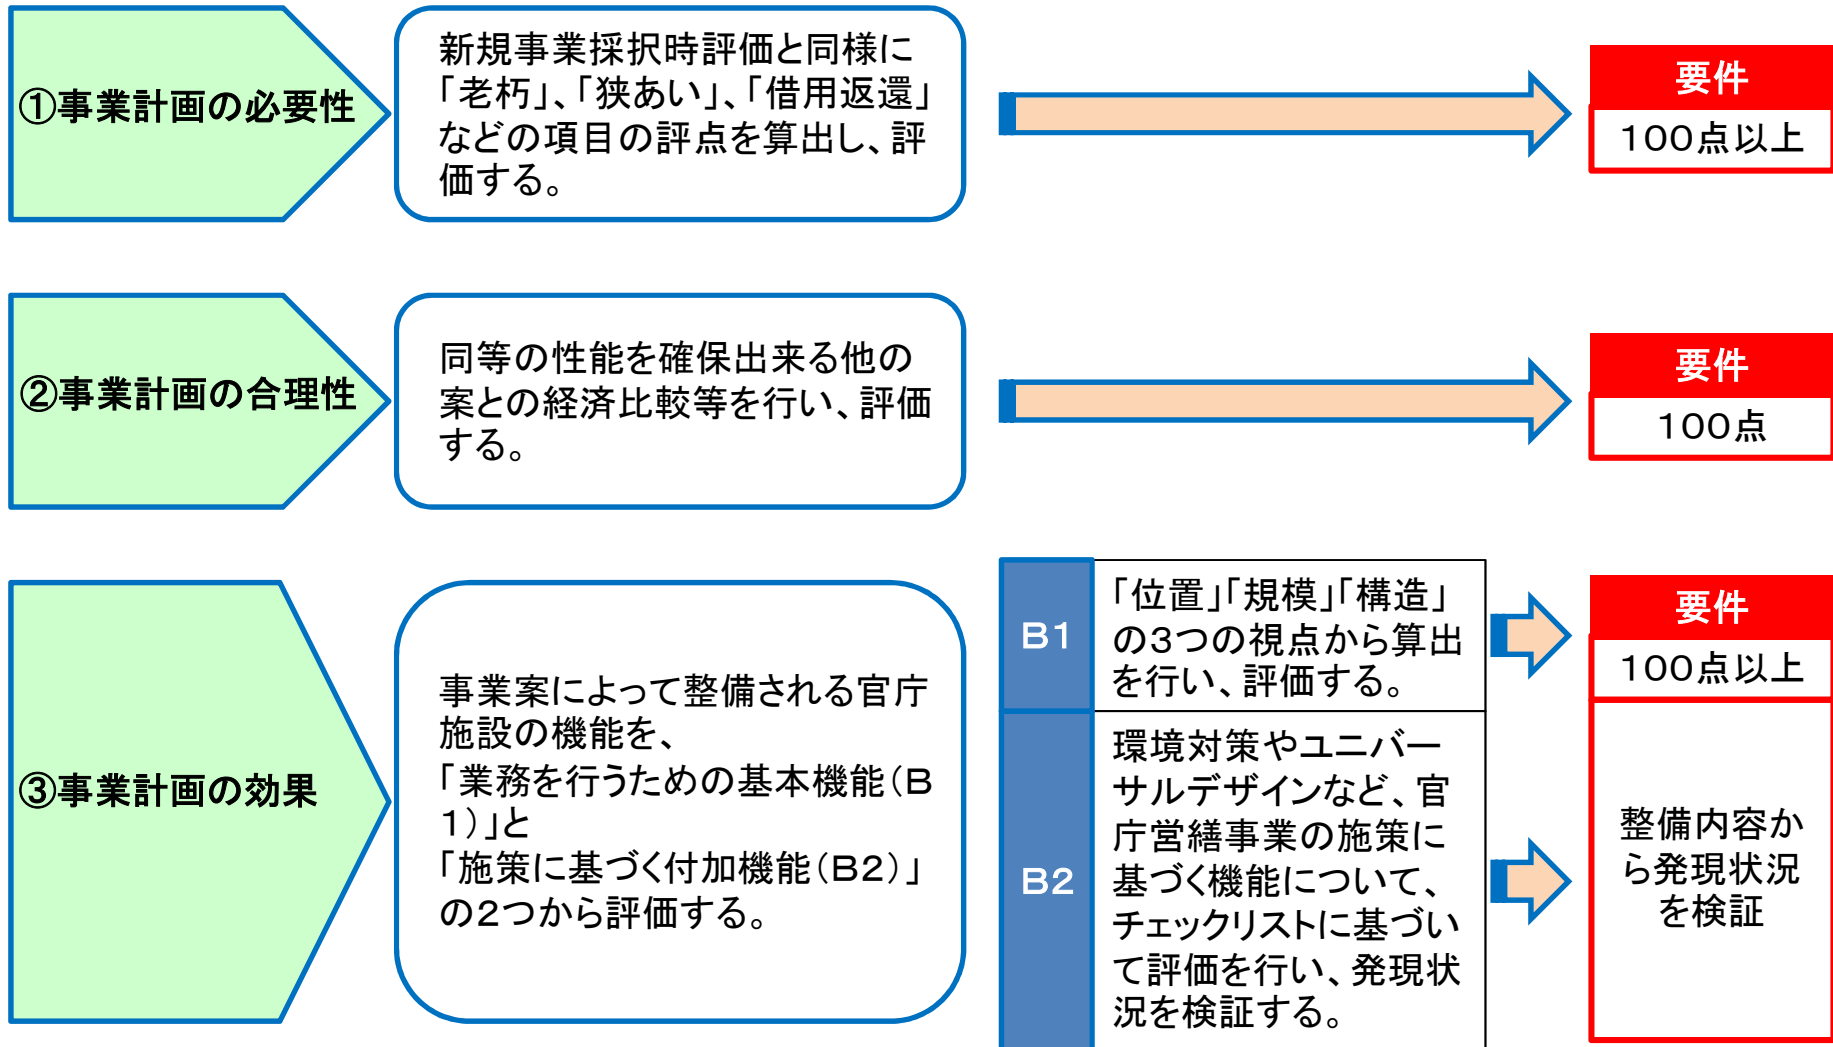 ①事業計画の必要性
新規事業採択時評価と同様に
「老朽」、「狭あい」、「借用返還」
などの項目の評点を算出し、評
価する。
要件
100点以上
②事業計画の合理性
同等の性能を確保出来る他の
案との経済比較等を行い、評価
する。
要件
100点
③事業計画の効果
事業案によって整備される官庁
施設の機能を、
「業務を行うための基本機能(B
1)」と
「施策に基づく付加機能(B2)」
の2つから評価する。
B1
「位置」「規模」「構造」
の3つの視点から算出
を行い、評価する。
要件
100点以上
B2
環境対策やユニバー
サルデザインなど、官
庁営繕事業の施策に
基づく機能について、
チェックリストに基づい
て評価を行い、発現状
況を検証する。
整備内容か
ら発現状況
を検証